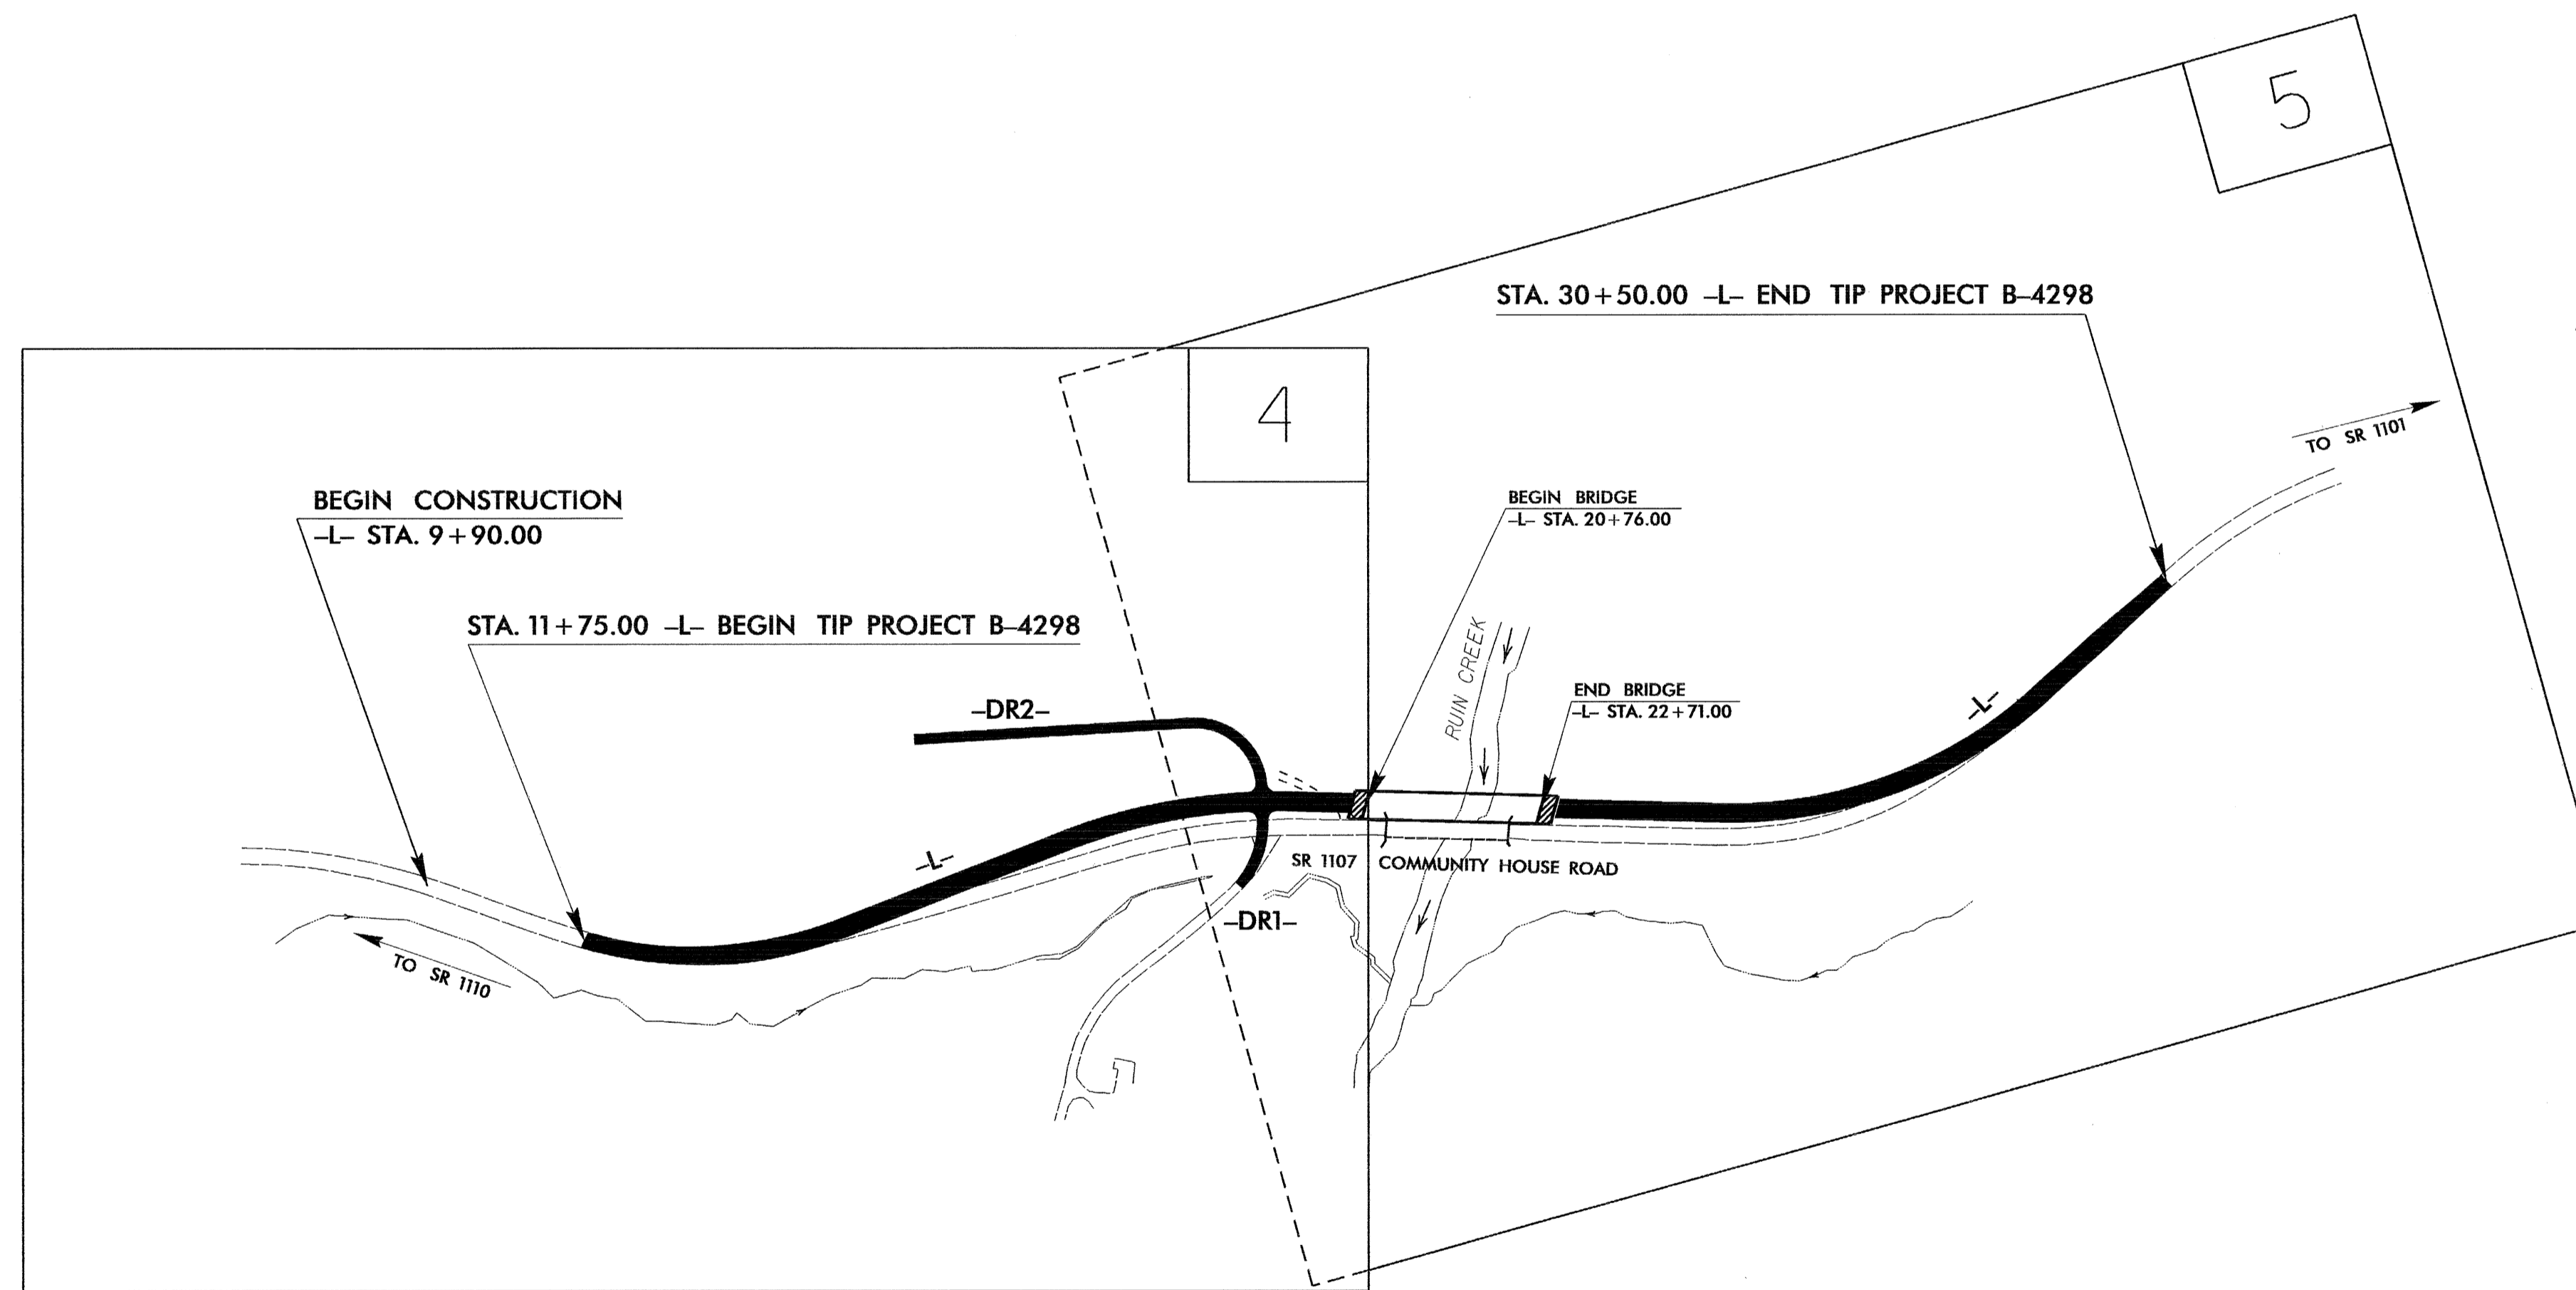 5
STA. 30+50.00 -L- END TIP PROJECT B-4298
4
TO SR 1101
BEGIN CONSTRUCTION
-L- STA. 9+90.00
BEGIN BRIDGE
-L- STA. 20+76.00
STA. 11+75.00 -L- BEGIN TIP PROJECT B-4298
RUIN CREEK
END BRIDGE
-L- STA. 22+71.00
-DR2-
-L-
-L-
SR 1107 COMMUNITY HOUSE ROAD
-DR1-
TO SR 1110